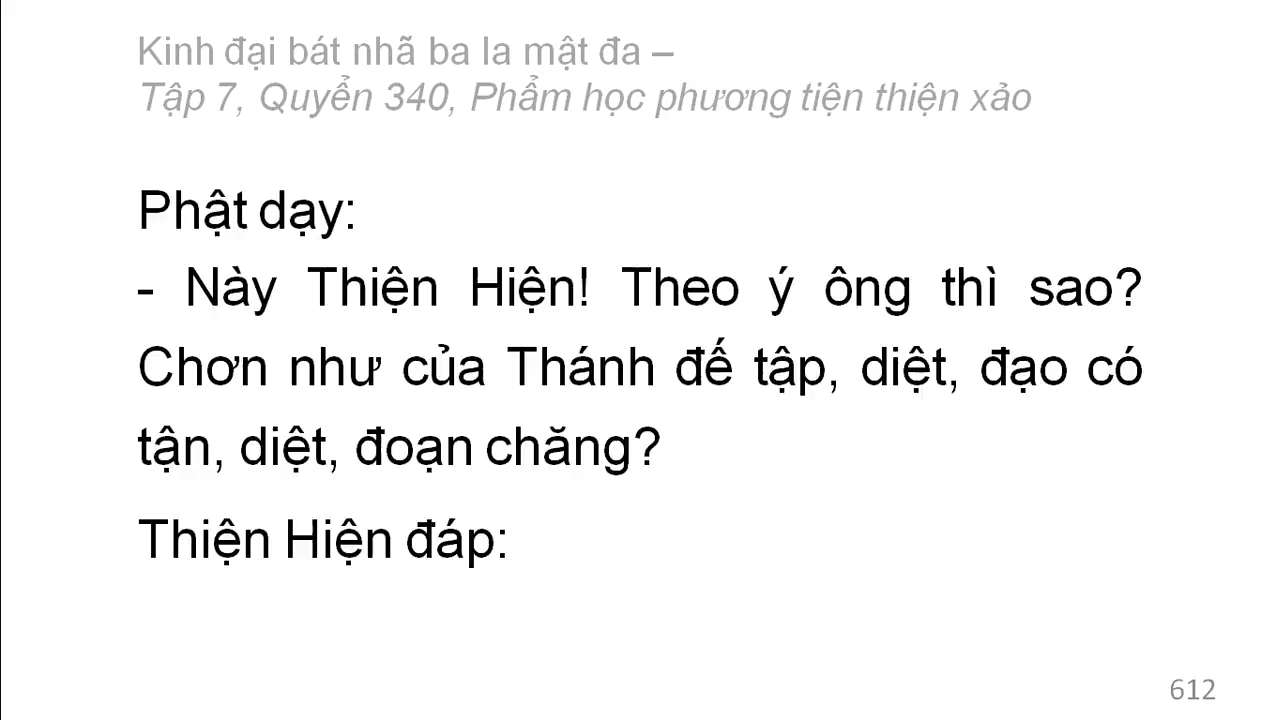 Kinh đại bát nhã ba la mật đa –
Tập 7, Quyển 340, Phẩm học phương tiện thiện xảo
Phật dạy:
- Này Thiện Hiện! Theo ý ông thì sao?
Chơn như của Thánh đế tập, diệt, đạo có
tận, diệt, đoạn chăng?
Thiện Hiện đáp:
612